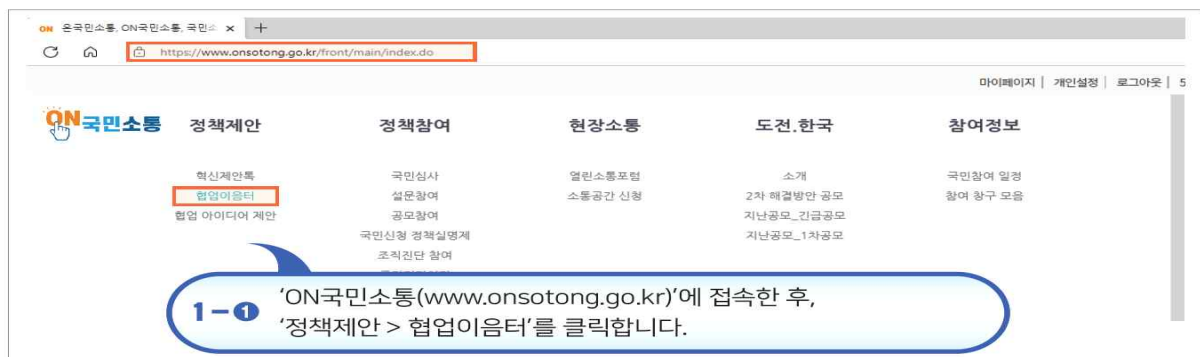 ON 온국민소통, ON국민소통, 국민소
https://www.onsotong.go.kr/front/main/index.do
마이페이지 | 개인설정 | 로그아웃 | 5
ON국민소통 정책제안 정책참여 현장소통 도전.한국 참여정보
혁신제안톡 국민심사 열린소통포럼 소개 국민참여 일정
협업이음터 설문참여 소통공간 신청 2차 해결방안 공모 참여 창구 모음
협업 아이디어 제안 공모참여 지난공모_긴급공모
국민신청 정책실명제 지난공모_1차공모
조직진단 참여
1-❶ ‘ON국민소통(www.onsotong.go.kr)’에 접속한 후,
‘정책제안 > 협업이음터’를 클릭합니다.